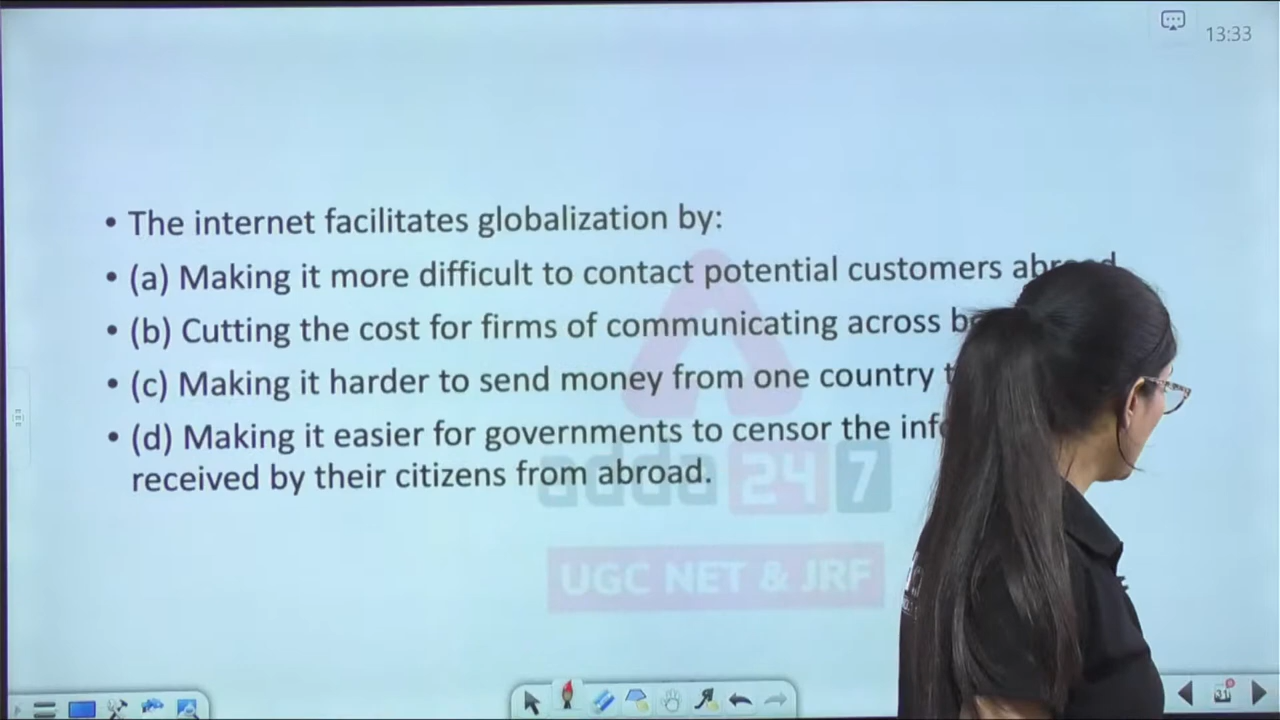 13:33
• The internet facilitates globalization by:
• (a) Making it more difficult to contact potential customers abroad
• (b) Cutting the cost for firms of communicating across
• (c) Making it harder to send money from one country
• (d) Making it easier for governments to censor the
received by their citizens from abroad.
adda 24 7
UGC NET & JRF